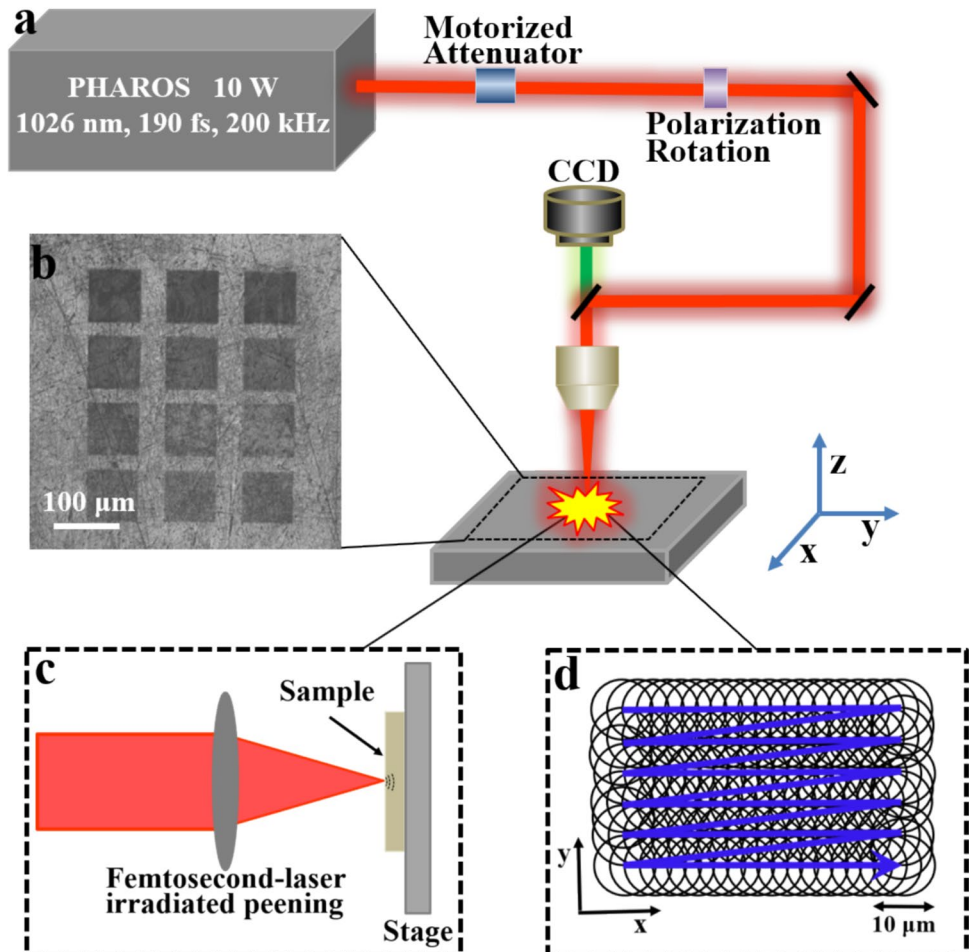 a
PHAROS 10 W
1026 nm, 190 fs, 200 kHz
Motorized
Attenuator
Polarization
Rotation
CCD
b
100 μm
z
y
x
c
Sample
Femtosecond-laser
irradiated peening
Stage
d
y
x
10 μm